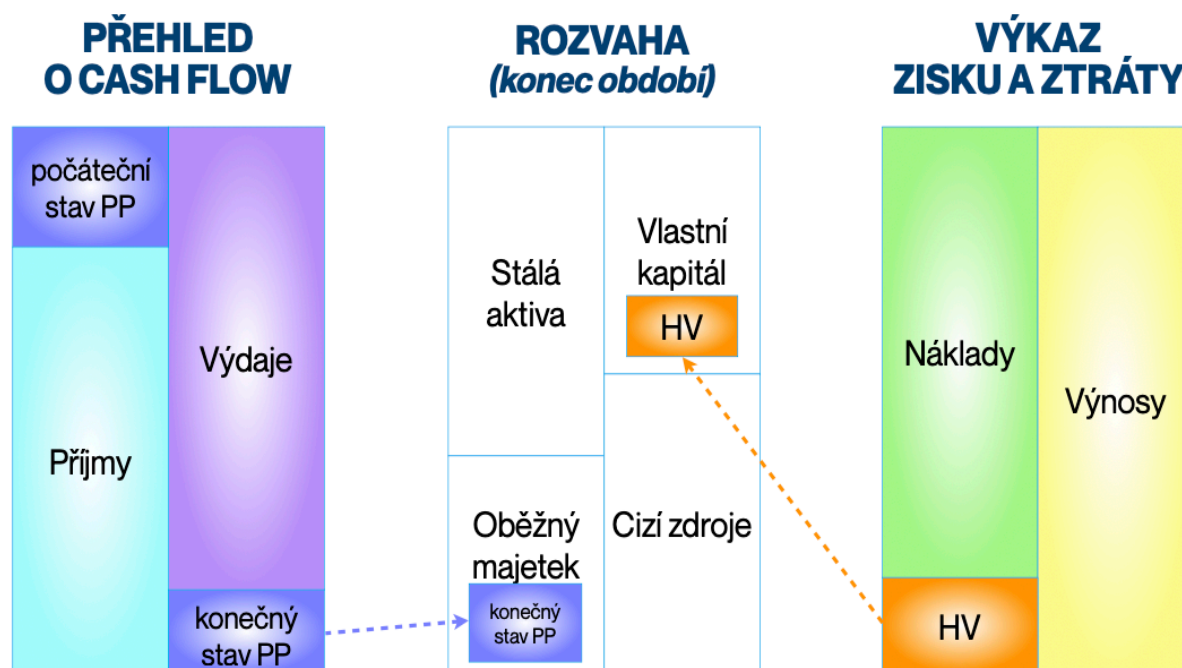 PŘEHLED
O CASH FLOW
počáteční
stav PP
Příjmy
Výdaje
konečný
stav PP
ROZVAHA
(konec období)
Stálá
aktiva
Oběžný
majetek
konečný
stav PP
Vlastní
kapitál
HV
Cizí zdroje
VÝKAZ
ZISKU A ZTRÁTY
Náklady
HV
Výnosy